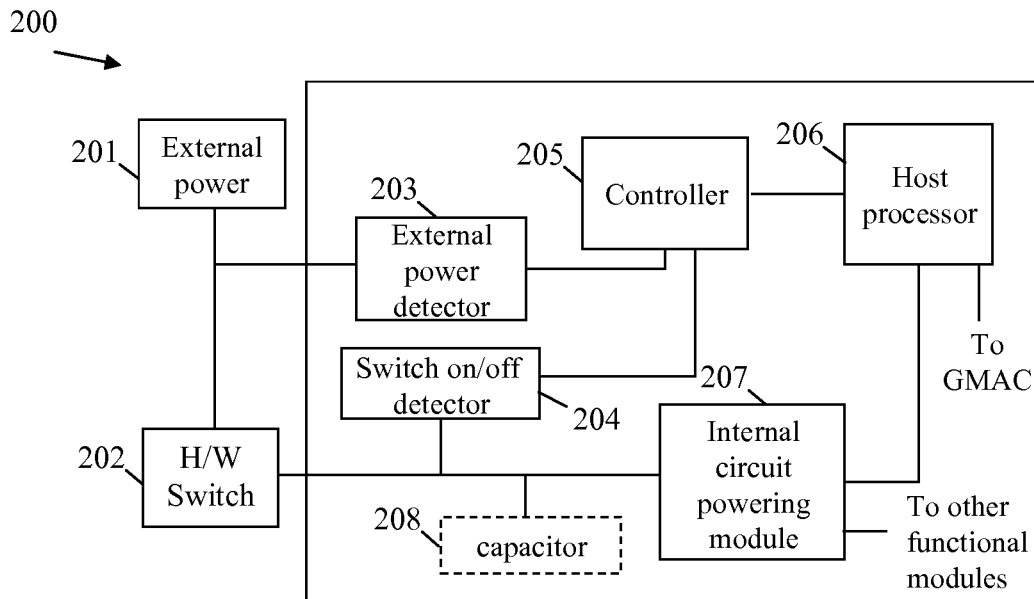 200
201
External
power
203
External
power
detector
205
Controller
206
Host
processor
To
GMAC
Switch on/off
detector
204
202
H/W
Switch
207
Internal
circuit
powering
module
208
capacitor
To other
functional
modules